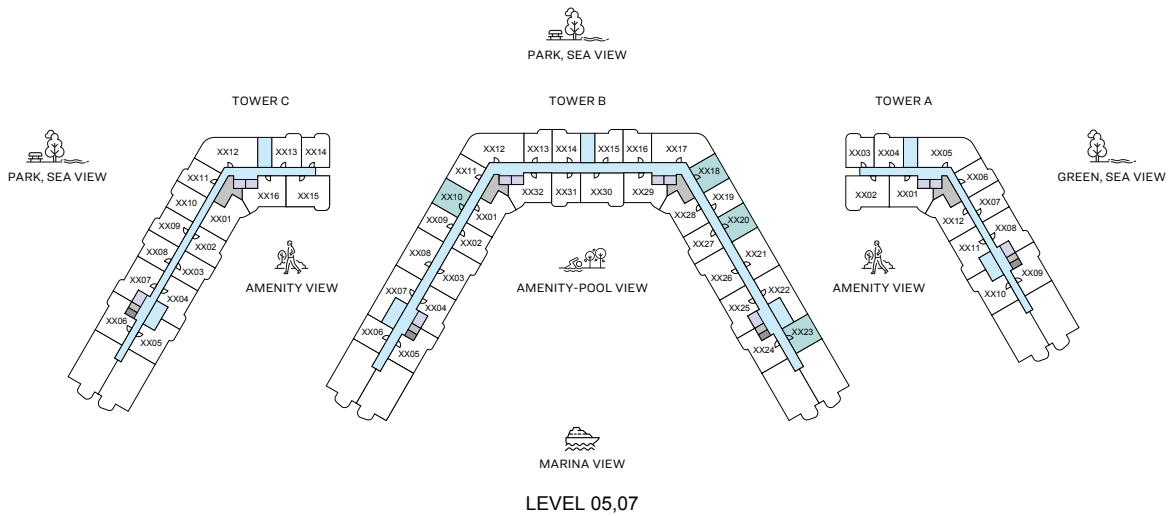 PARK, SEA VIEW
TOWER C
TOWER B
TOWER A
PARK, SEA VIEW
GREEN, SEA VIEW
XX12
XX13
XX14
XX11
XX10
XX09
XX08
XX07
XX06
XX16
XX15
XX01
XX02
XX03
XX04
XX05
XX12
XX13
XX14
XX15
XX16
XX17
XX11
XX10
XX09
XX08
XX07
XX06
XX32
XX31
XX30
XX29
XX01
XX02
XX03
XX04
XX05
XX18
XX19
XX20
XX21
XX22
XX23
XX28
XX27
XX26
XX25
XX24
XX03
XX04
XX05
XX02
XX01
XX06
XX07
XX08
XX09
XX12
XX11
XX10
AMENITY VIEW
AMENITY-POOL VIEW
AMENITY VIEW
MARINA VIEW
LEVEL 05,07